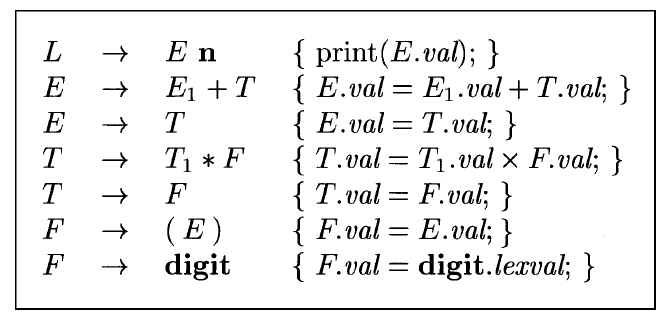 L → E n { print(E.val); }
E → E₁ + T { E.val = E₁.val + T.val; }
E → T { E.val = T.val; }
T → T₁ * F { T.val = T₁.val × F.val; }
T → F { T.val = F.val; }
F → ( E ) { F.val = E.val; }
F → digit { F.val = digit.lexval; }